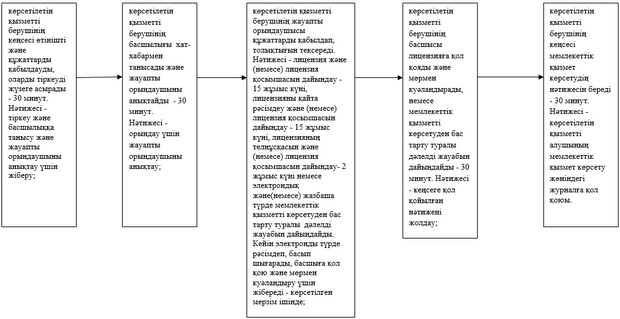 көрсетілетін
қызметті
берушінің
кеңсесі өтінішті
және
құжаттарды
қабылдауды,
оларды тіркеуді
жүзеге асырады
- 30 минут.
Нәтижесі -
тіркеу және
басшылыққа
танысу және
жауапты
орындаушыны
анықтау үшін
жіберу;
көрсетілетін
қызметті
берушінің
басшылығы хат-
хабармен
танысады және
жауапты
орындаушыны
анықтайды - 30
минут.
Нәтижесі -
орындау үшін
жауапты
орындаушыны
анықтау;
көрсетілетін қызметті
берушінің жауапты
орындаушысы
құжаттарды қабылдап,
толықтығын тексереді.
Нәтижесі - лицензия және
(немесе) лицензия
қосымшасын дайындау -
15 жұмыс күні,
лицензияны қайта
рәсімдеу және (немесе)
лицензия қосымшасын
дайындау - 15 жұмыс
күні, лицензияның
телнұсқасын және
(немесе) лицензия
қосымшасын дайындау- 2
жұмыс күні немесе
электрондық
және(немесе) жазбаша
түрде мемлекеттік
қызметті көрсетуден бас
тарту туралы дәлелді
жауабын дайындайды.
Кейін электронды түрде
рәсімдеп, басып
шығарады, басшыға қол
қою және мөрмен
куәландыру үшін
жібереді - көрсетілген
мерзім ішінде;
көрсетілетін
қызметті
берушінің
басшысы
лицензияға қол
қояды және
мөрмен
куәландырады,
немесе
мемлекеттік
қызметті
көрсетуден бас
тарту туралы
дәлелді жауабын
дайындайды - 30
минут. Нәтижесі
- кеңсеге қол
қойылған
нәтижені
жолдау;
көрсетілетін
қызметті
берушінің
кеңсесі
мемлекеттік
қызмет
көрсетудің
нәтижесін береді
- 30 минут.
Нәтижесі -
көрсетілетін
қызметті
алушының
мемлекеттік
қызмет көрсету
жөніндегі
журналға қол
қоюы.